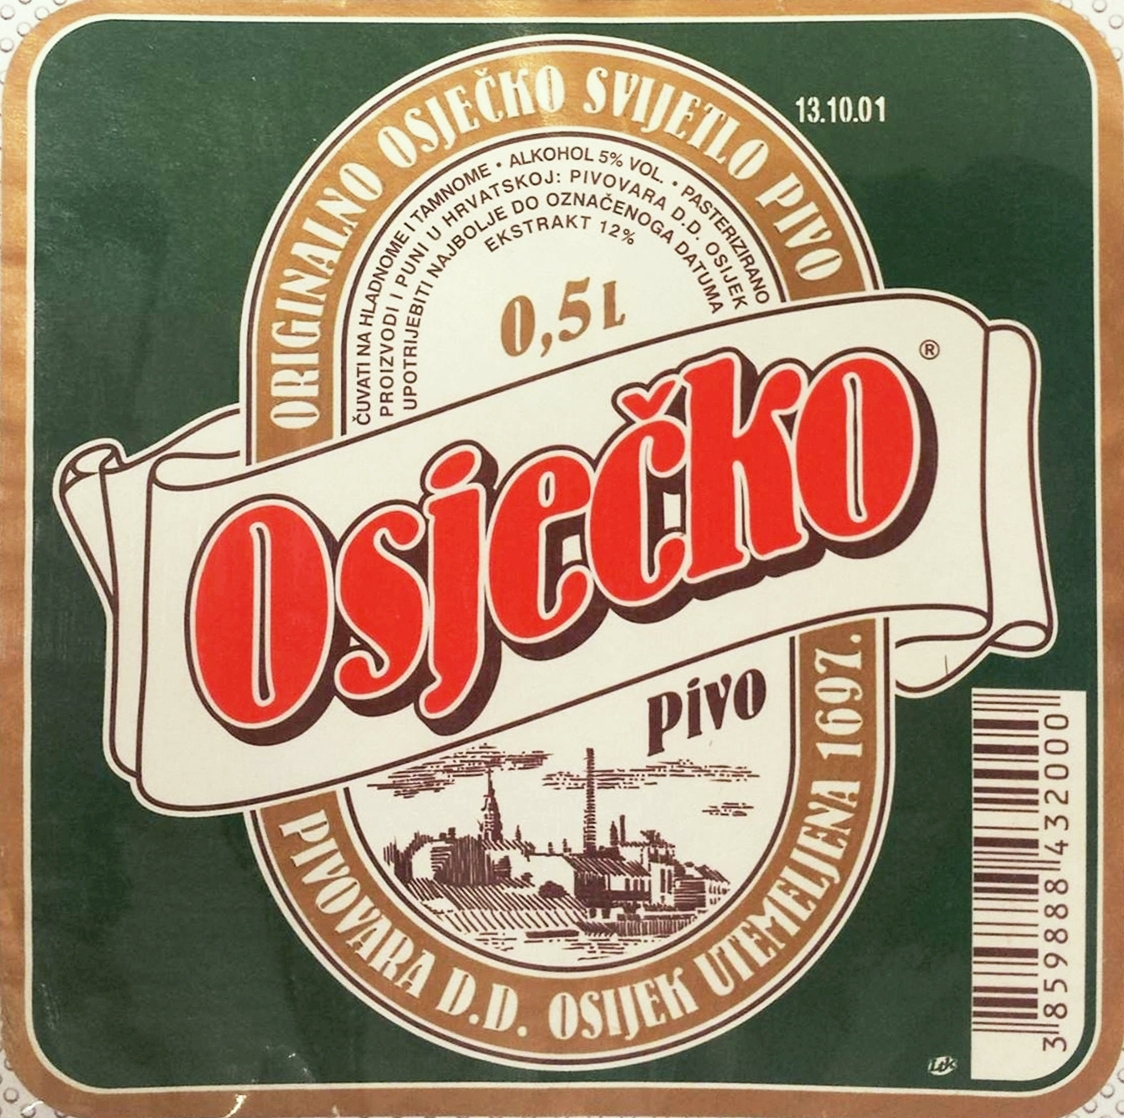 ORIGINALNO OSJEČKO SVIJETLO PIVO
13.10.01
ČUVATI NA HLADNOME I TAMNOME • ALKOHOL 5% VOL. • PASTERIZIRANO
PROIZVODI I PUNI U HRVATSKOJ: PIVOVARA D.D. OSIJEK
UPOTRIJEBITI NAJBOLJE DO OZNAČENOGA DATUMA
EKSTRAKT 12%
0,5L
Osječko ®
pivo
PIVOVARA D.D. OSIJEK UTEMELJENA 1697.
3 859888 432000